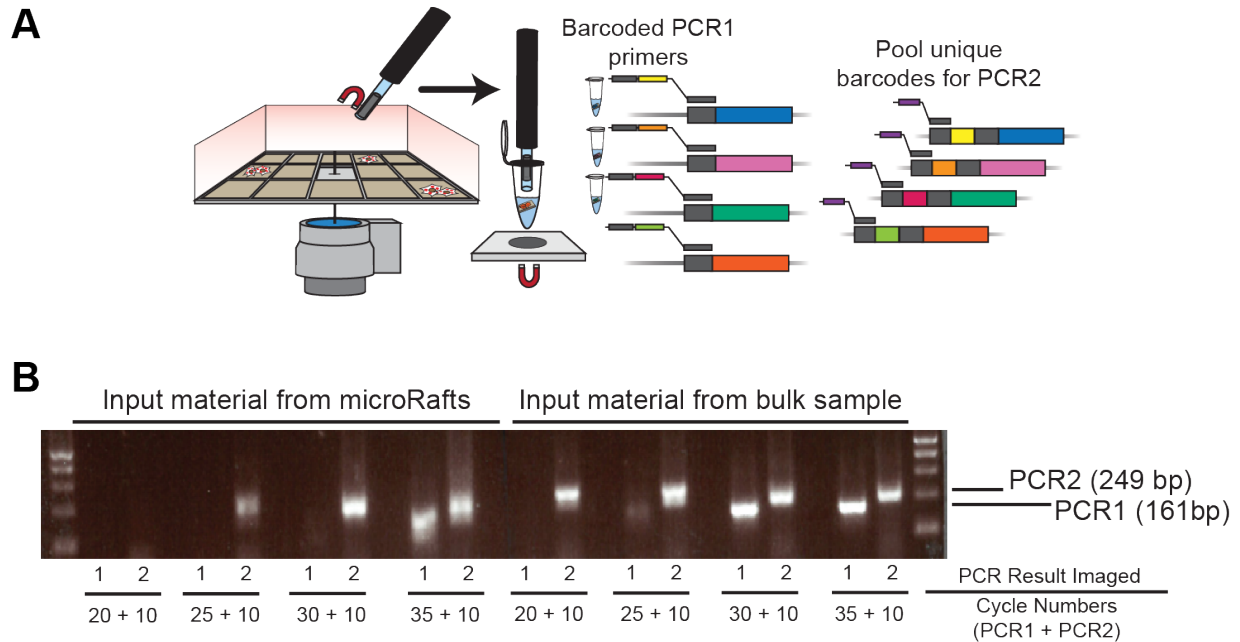 A
Barcoded PCR1
primers
Pool unique
barcodes for PCR2
B
Input material from microRafts
Input material from bulk sample
PCR2 (249 bp)
PCR1 (161bp)
1 2 1 2 1 2 1 2 1 2 1 2 1 2 1 2
PCR Result Imaged
20 + 10 25 + 10 30 + 10 35 + 10 20 + 10 25 + 10 30 + 10 35 + 10
Cycle Numbers
(PCR1 + PCR2)